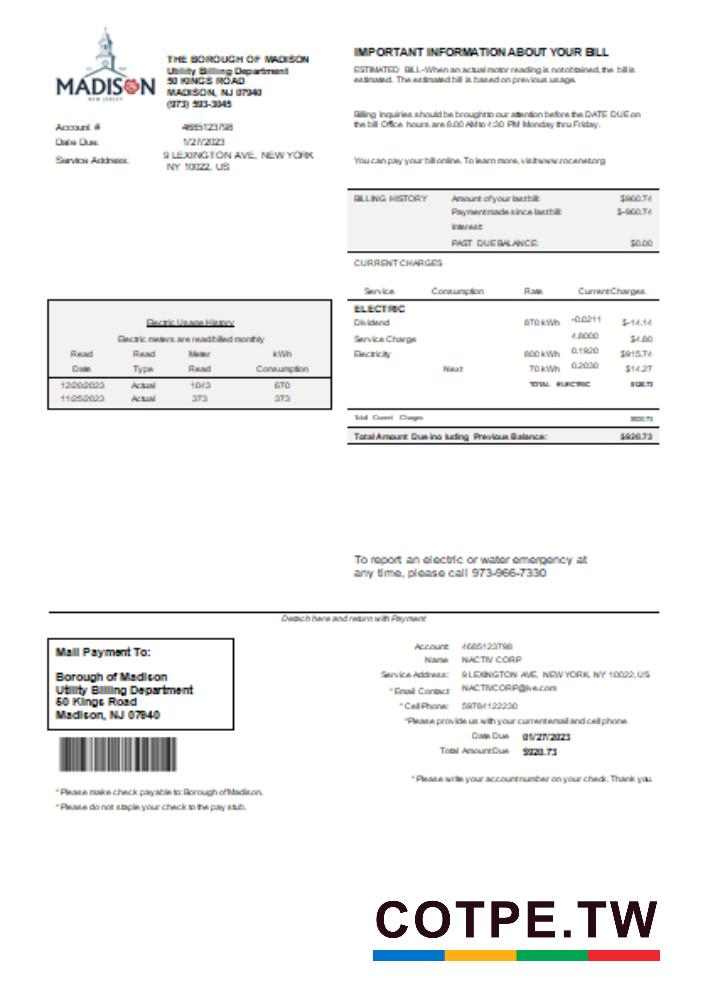 MADISON
NEW JERSEY
THE BOROUGH OF MADISON
Utility Billing Department
50 KINGS ROAD
MADISON, NJ 07940
(973) 593-3045
Account #
4685123798
Date Due:
1/27/2023
Service Address:
9 LEXINGTON AVE, NEW YORK
NY 10022, US
IMPORTANT INFORMATION ABOUT YOUR BILL
ESTIMATED BILL-When an actual motor reading is not obtained, the bill is
estimated. The estimated bill is based on previous usage.
Billing Inquiries should be brought to our attention before the DATE DUE on
the bill Office hours are 8.00 AM to 4:30 PM Monday thru Friday.
You can pay your bill online. To learn more, visit www.rocenet.org
BILLING HISTORY
Amount of your last bill: $960.74
Payment made since last bill: $-960.74
Interest:
PAST DUE BALANCE: $0.00
CURRENT CHARGES
Service Consumption Rate Current Charges
ELECTRIC
Dividend 870 kWh -0.0211 $-14.14
Service Charge 4.8000 $4.80
Electricity 800 kWh 0.1920 $915.74
Next 70 kWh 0.2030 $14.27
TOTAL ELECTRIC $920.73
Total Current Charges $920.73
Total Amount Due including Previous Balance: $920.73
Electric Usage History
Electric meters are read/billed monthly
Read Read Meter kWh
Date Type Read Consumption
12/20/2023 Actual 1043 670
11/25/2023 Actual 373 373
To report an electric or water emergency at
any time, please call 973-966-7330
Detach here and return with Payment
Mail Payment To:
Borough of Madison
Utility Billing Department
50 Kings Road
Madison, NJ 07940
* Please make check payable to: Borough of Madison.
* Please do not staple your check to the pay stub.
Account: 4685123798
Name NACTIV CORP
Service Address: 9 LEXINGTON AVE, NEW YORK, NY 10022, US
* Email Contact NACTIVCORP@live.com
* Cell Phone: 59784122230
*Please provide us with your current email and cell phone
Date Due 01/27/2023
Total Amount Due $920.73
* Please write your account number on your check. Thank you.
COTPE.TW